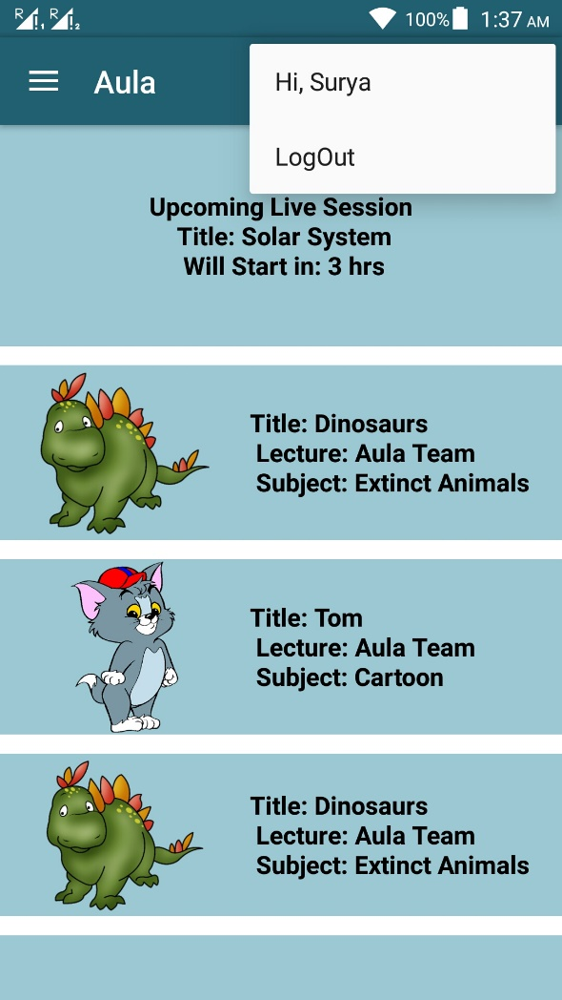 R 1 R 2 100% 1:37 AM
Aula
Hi, Surya
LogOut
Upcoming Live Session
Title: Solar System
Will Start in: 3 hrs
Title: Dinosaurs
Lecture: Aula Team
Subject: Extinct Animals
Title: Tom
Lecture: Aula Team
Subject: Cartoon
Title: Dinosaurs
Lecture: Aula Team
Subject: Extinct Animals